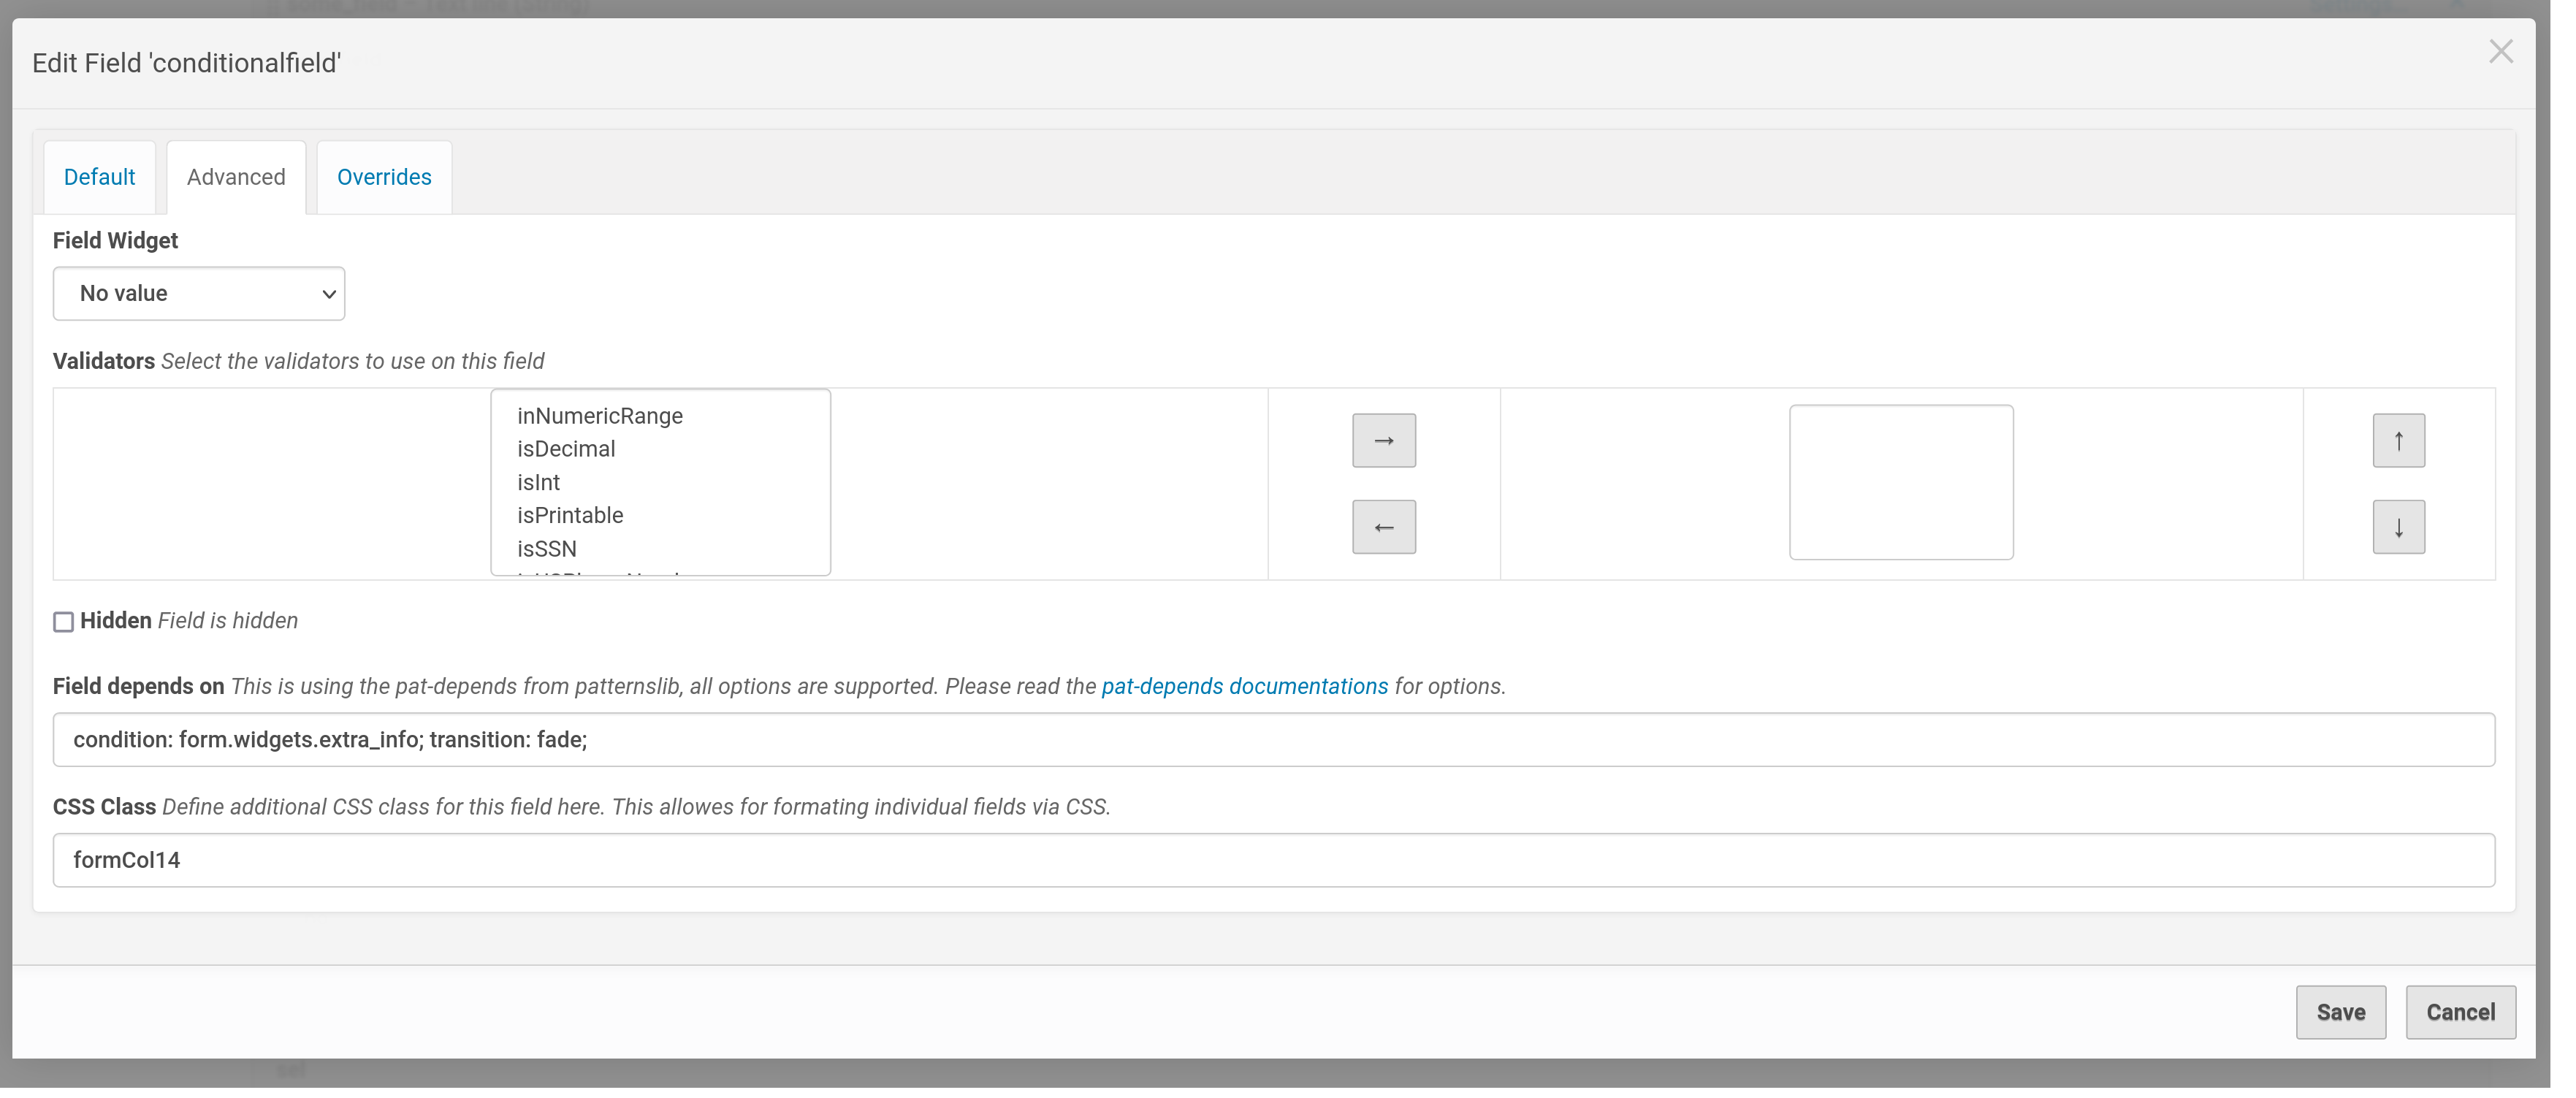 some_field – Text line (String)
Edit Field 'conditionalfield'
Default Advanced Overrides
Field Widget
No value
Validators Select the validators to use on this field
inNumericRange
isDecimal
isInt
isPrintable
isSSN
→
←
↑
↓
Hidden Field is hidden
Field depends on This is using the pat-depends from patternslib, all options are supported. Please read the pat-depends documentations for options.
condition: form.widgets.extra_info; transition: fade;
CSS Class Define additional CSS class for this field here. This allowes for formating individual fields via CSS.
formCol14
Save Cancel